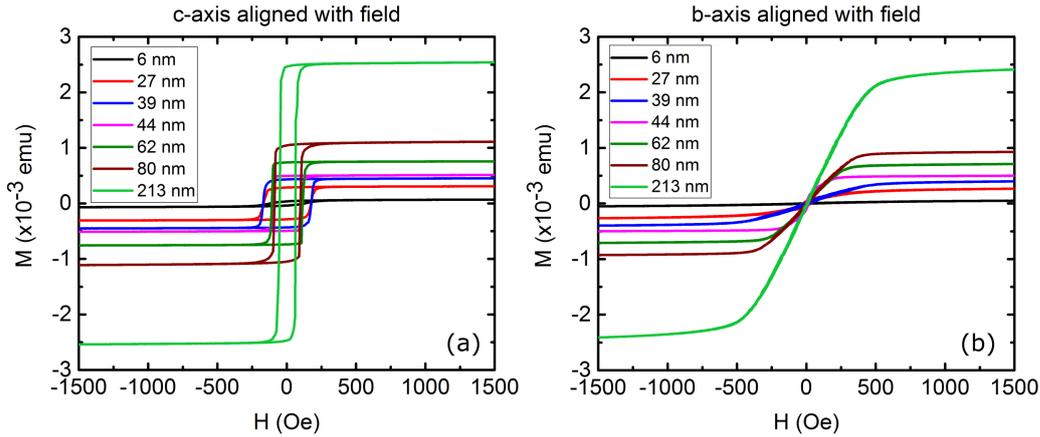 c-axis aligned with field
3
2
1
0
-1
-2
-3
M (x10⁻³ emu)
6 nm
27 nm
39 nm
44 nm
62 nm
80 nm
213 nm
(a)
-1500 -1000 -500 0 500 1000 1500
H (Oe)
b-axis aligned with field
3
2
1
0
-1
-2
-3
M (x10⁻³ emu)
6 nm
27 nm
39 nm
44 nm
62 nm
80 nm
213 nm
(b)
-1500 -1000 -500 0 500 1000 1500
H (Oe)